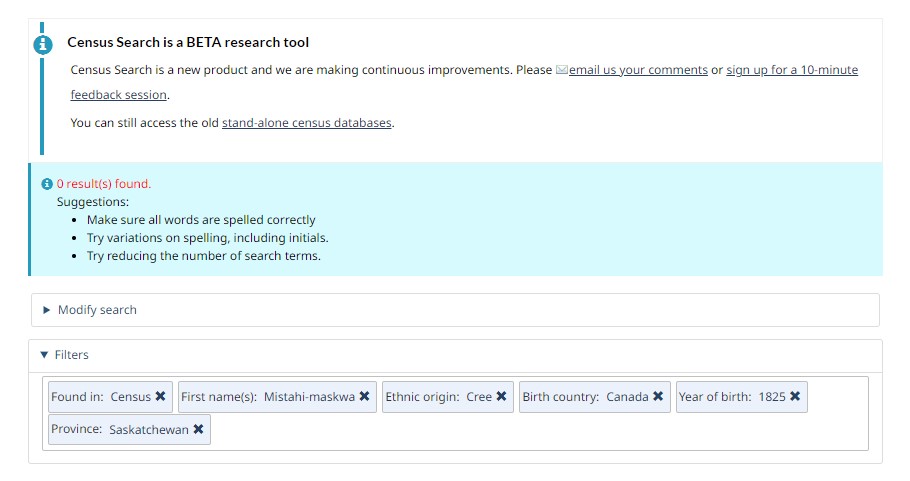 Census Search is a BETA research tool
Census Search is a new product and we are making continuous improvements. Please email us your comments or sign up for a 10-minute
feedback session.
You can still access the old stand-alone census databases.
0 result(s) found.
Suggestions:
• Make sure all words are spelled correctly
• Try variations on spelling, including initials.
• Try reducing the number of search terms.
Modify search
Filters
Found in: Census ✖ First name(s): Mistahi-maskwa ✖ Ethnic origin: Cree ✖ Birth country: Canada ✖ Year of birth: 1825 ✖
Province: Saskatchewan ✖